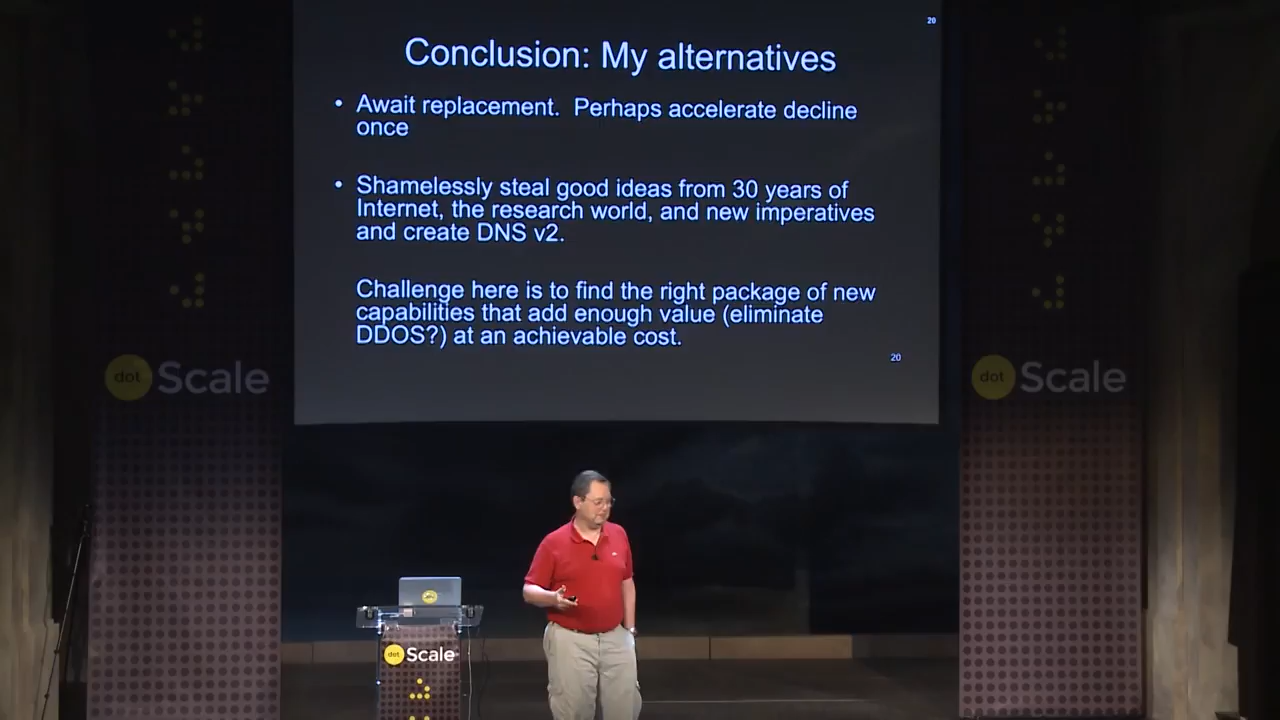 20
Conclusion: My alternatives
• Await replacement. Perhaps accelerate decline
once
• Shamelessly steal good ideas from 30 years of
Internet, the research world, and new imperatives
and create DNS v2.
Challenge here is to find the right package of new
capabilities that add enough value (eliminate
DDOS?) at an achievable cost.
20
dot Scale
dot Scale
dot Scale